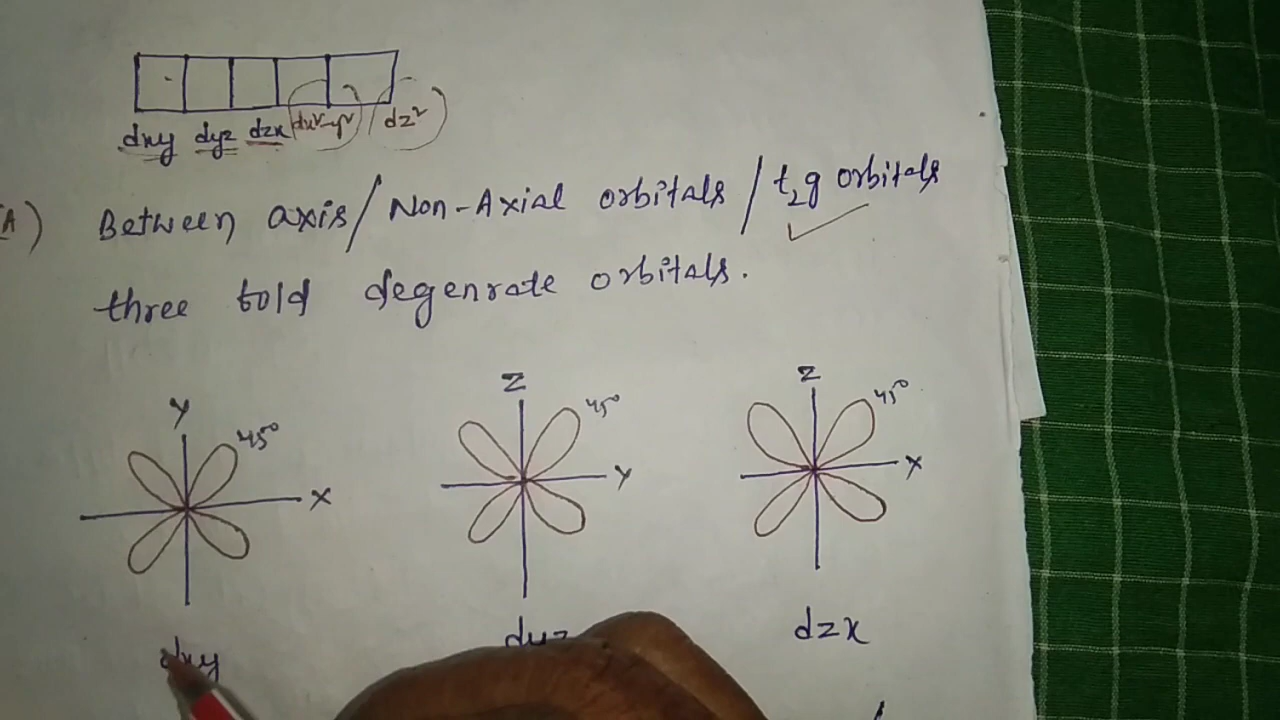 dxy dyz dzx dx²-y² dz²
A) Between axis/Non-Axial orbitals/t₂g orbitals
three fold degenrate orbitals.
Y 45° X
Z 45° Y
Z 45° X
dxy dyz dzx